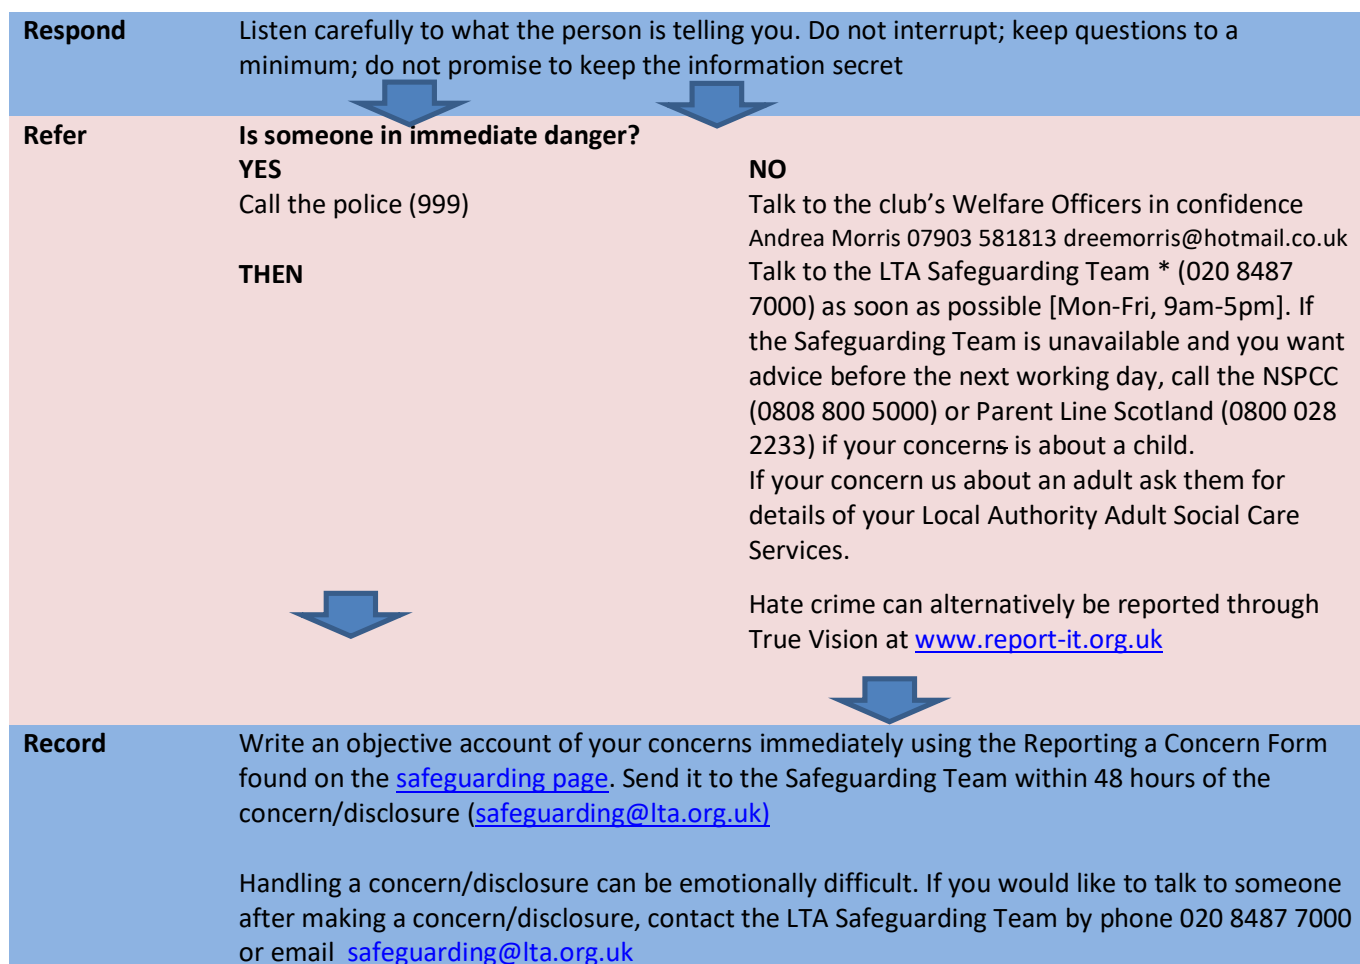 Respond
Listen carefully to what the person is telling you. Do not interrupt; keep questions to a
minimum; do not promise to keep the information secret
Refer
Is someone in immediate danger?
YES
Call the police (999)
THEN
NO
Talk to the club’s Welfare Officers in confidence
Andrea Morris 07903 581813 dreemorris@hotmail.co.uk
Talk to the LTA Safeguarding Team * (020 8487
7000) as soon as possible [Mon-Fri, 9am-5pm]. If
the Safeguarding Team is unavailable and you want
advice before the next working day, call the NSPCC
(0808 800 5000) or Parent Line Scotland (0800 028
2233) if your concerns is about a child.
If your concern us about an adult ask them for
details of your Local Authority Adult Social Care
Services.
Hate crime can alternatively be reported through
True Vision at www.report-it.org.uk
Record
Write an objective account of your concerns immediately using the Reporting a Concern Form
found on the safeguarding page. Send it to the Safeguarding Team within 48 hours of the
concern/disclosure (safeguarding@lta.org.uk)
Handling a concern/disclosure can be emotionally difficult. If you would like to talk to someone
after making a concern/disclosure, contact the LTA Safeguarding Team by phone 020 8487 7000
or email  safeguarding@lta.org.uk